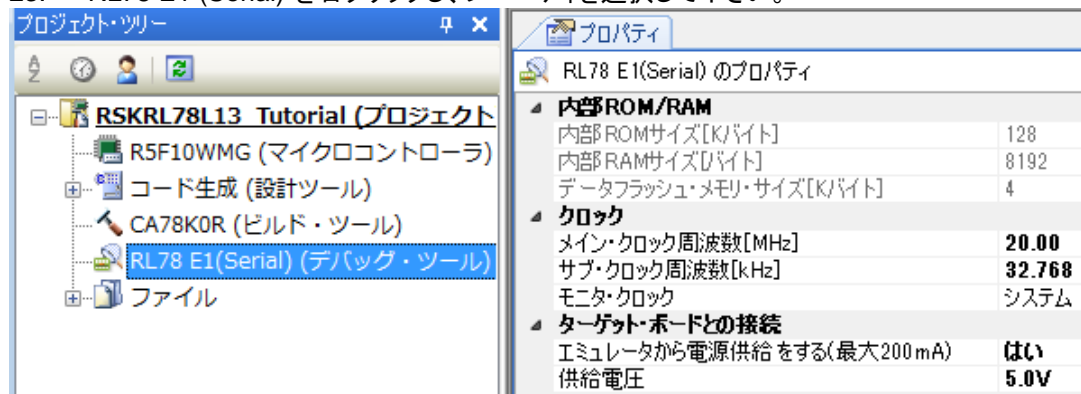 プロジェクト・ツリー
RSKRL78L13_Tutorial (プロジェクト
R5F10WMG (マイクロコントローラ)
コード生成 (設計ツール)
CA78K0R (ビルド・ツール)
RL78 E1(Serial) (デバッグ・ツール)
ファイル
プロパティ
RL78 E1(Serial) のプロパティ
内部ROM/RAM
内部ROMサイズ[Kバイト] 128
内部RAMサイズ[バイト] 8192
データフラッシュ・メモリ・サイズ[Kバイト] 4
クロック
メイン・クロック周波数[MHz] 20.00
サブ・クロック周波数[kHz] 32.768
モニタ・クロック システム
ターゲット・ボードとの接続
エミュレータから電源供給をする(最大200mA) はい
供給電圧 5.0V